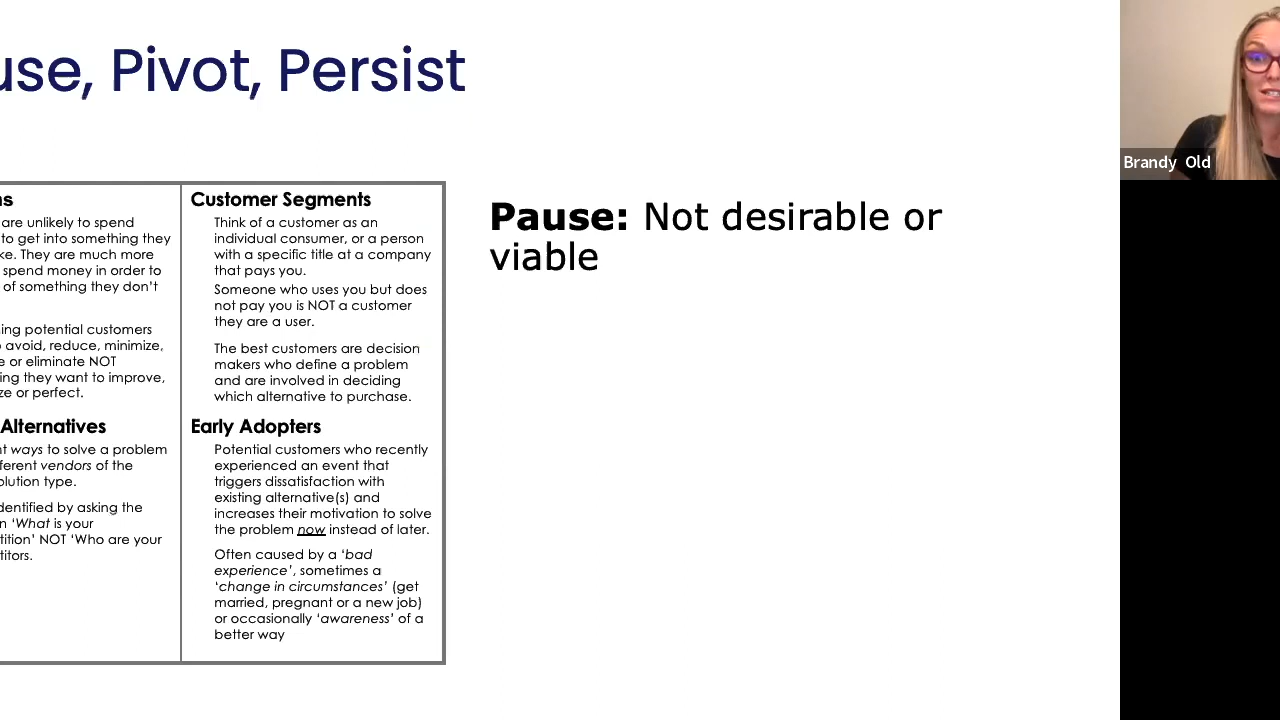 use, Pivot, Persist
Brandy Old
ns
are unlikely to spend
to get into something they
ke. They are much more
spend money in order to
of something they don't
ing potential customers
avoid, reduce, minimize,
e or eliminate NOT
ing they want to improve,
ze or perfect.
Alternatives
nt ways to solve a problem
fferent vendors of the
olution type.
dentified by asking the
n 'What is your
tition' NOT 'Who are your
titors.
Customer Segments
Think of a customer as an
individual consumer, or a person
with a specific title at a company
that pays you.
Someone who uses you but does
not pay you is NOT a customer
they are a user.
The best customers are decision
makers who define a problem
and are involved in deciding
which alternative to purchase.
Early Adopters
Potential customers who recently
experienced an event that
triggers dissatisfaction with
existing alternative(s) and
increases their motivation to solve
the problem now instead of later.
Often caused by a 'bad
experience', sometimes a
'change in circumstances' (get
married, pregnant or a new job)
or occasionally 'awareness' of a
better way
Pause: Not desirable or
viable